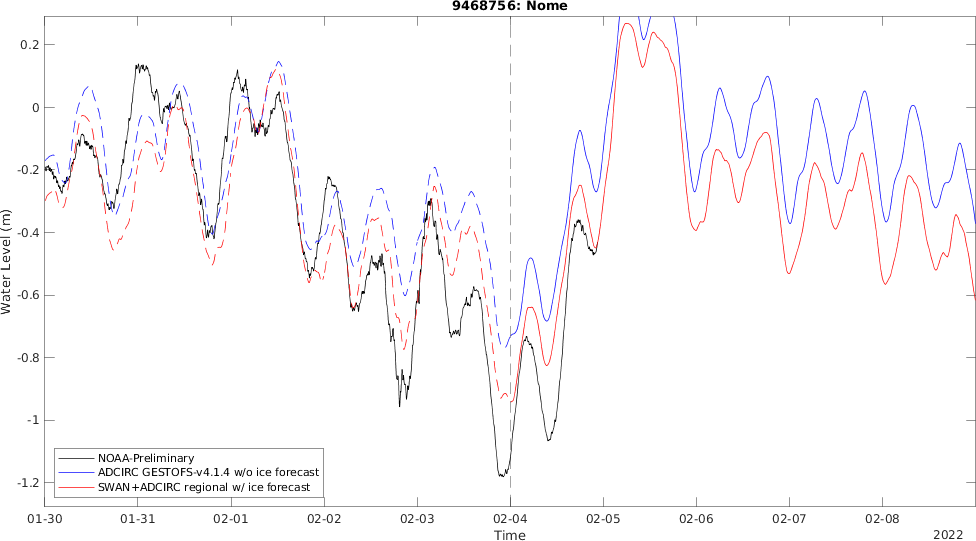 9468756: Nome
0.2
0
-0.2
-0.4
-0.6
-0.8
-1
-1.2
Water Level (m)
NOAA-Preliminary
ADCIRC GESTOFS-v4.1.4 w/o ice forecast
SWAN+ADCIRC regional w/ ice forecast
01-30 01-31 02-01 02-02 02-03 02-04 02-05 02-06 02-07 02-08
Time
2022